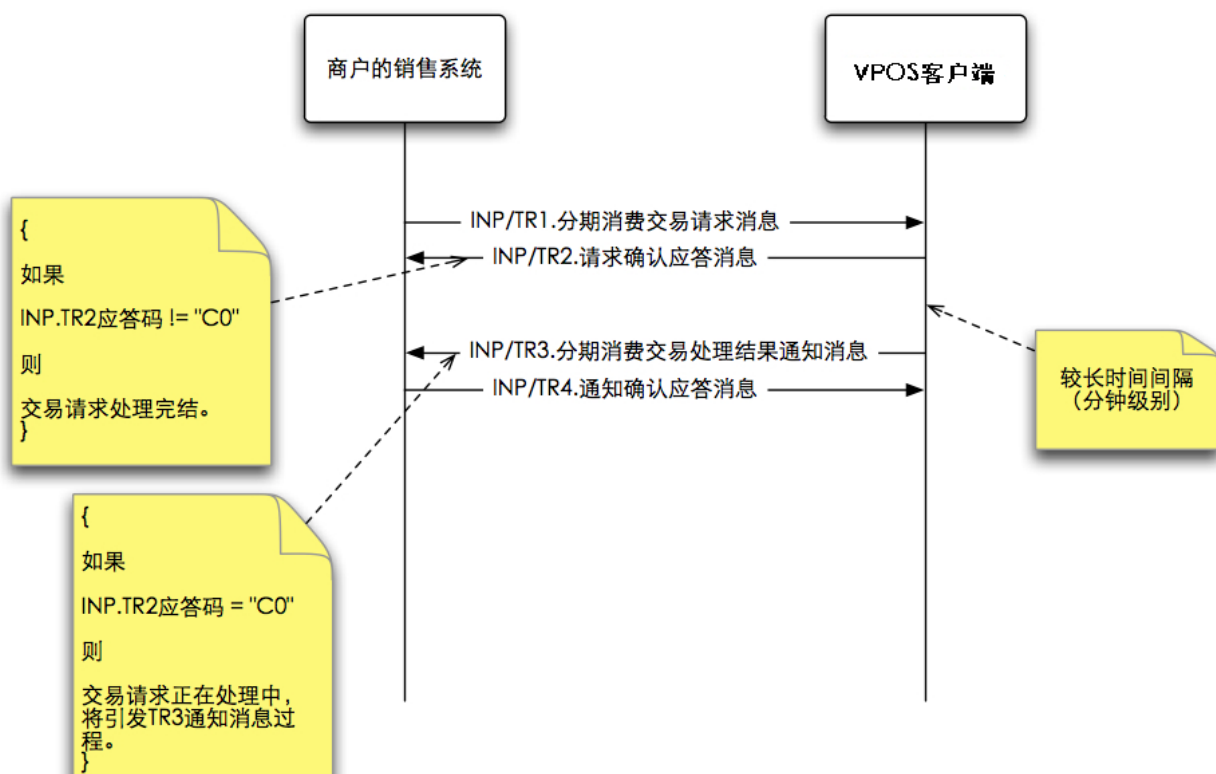 商户的销售系统
VPOS客户端
INP/TR1.分期消费交易请求消息
INP/TR2.请求确认应答消息
INP/TR3.分期消费交易处理结果通知消息
INP/TR4.通知确认应答消息
{
如果
INP.TR2应答码 != "C0"
则
交易请求处理完结。
}
较长时间间隔
（分钟级别）
{
如果
INP.TR2应答码 = "C0"
则
交易请求正在处理中，
将引发TR3通知消息过
程。
}